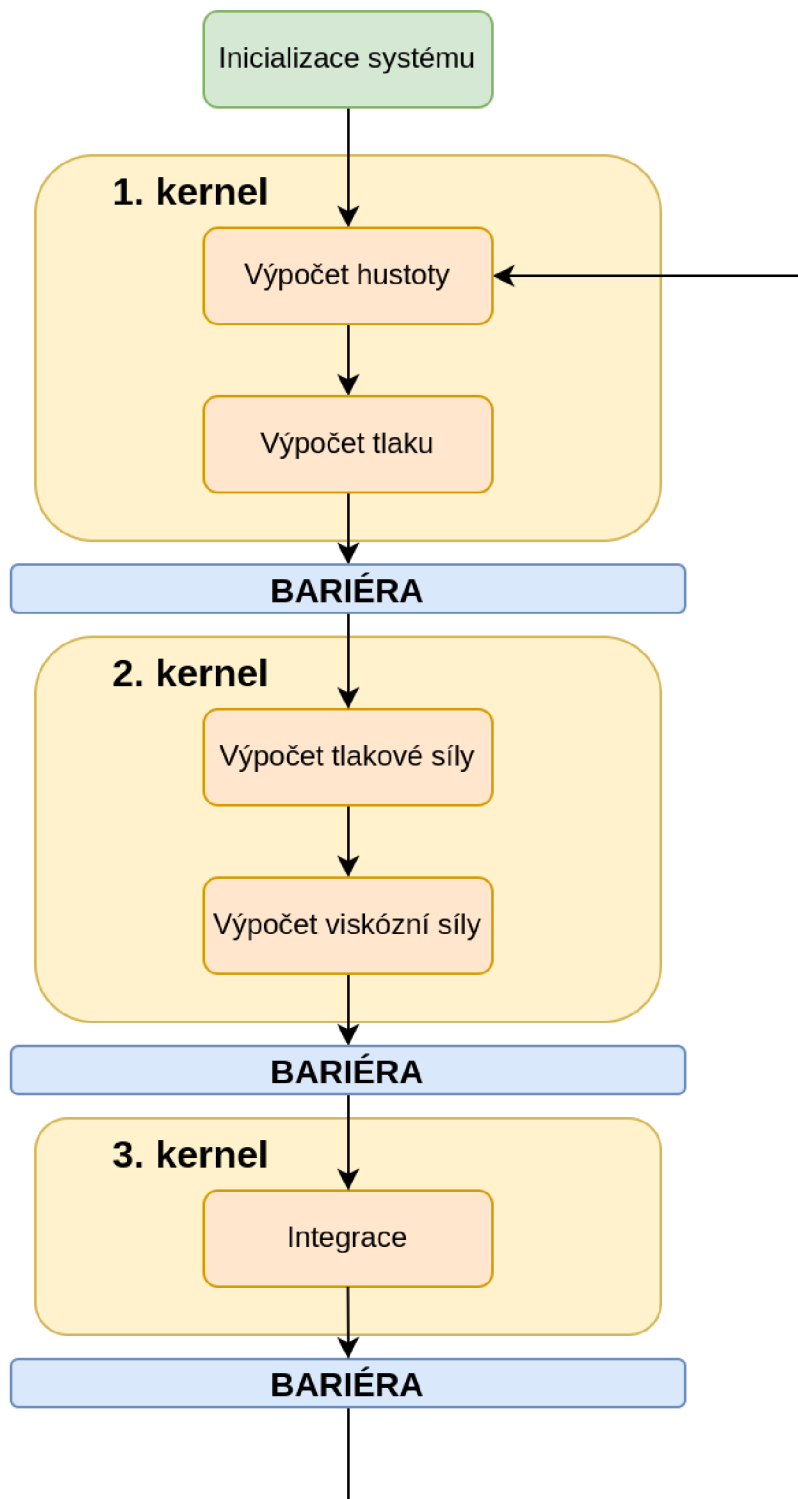 Inicializace systému
1. kernel
Výpočet hustoty
Výpočet tlaku
BARIÉRA
2. kernel
Výpočet tlakové síly
Výpočet viskózní síly
BARIÉRA
3. kernel
Integrace
BARIÉRA